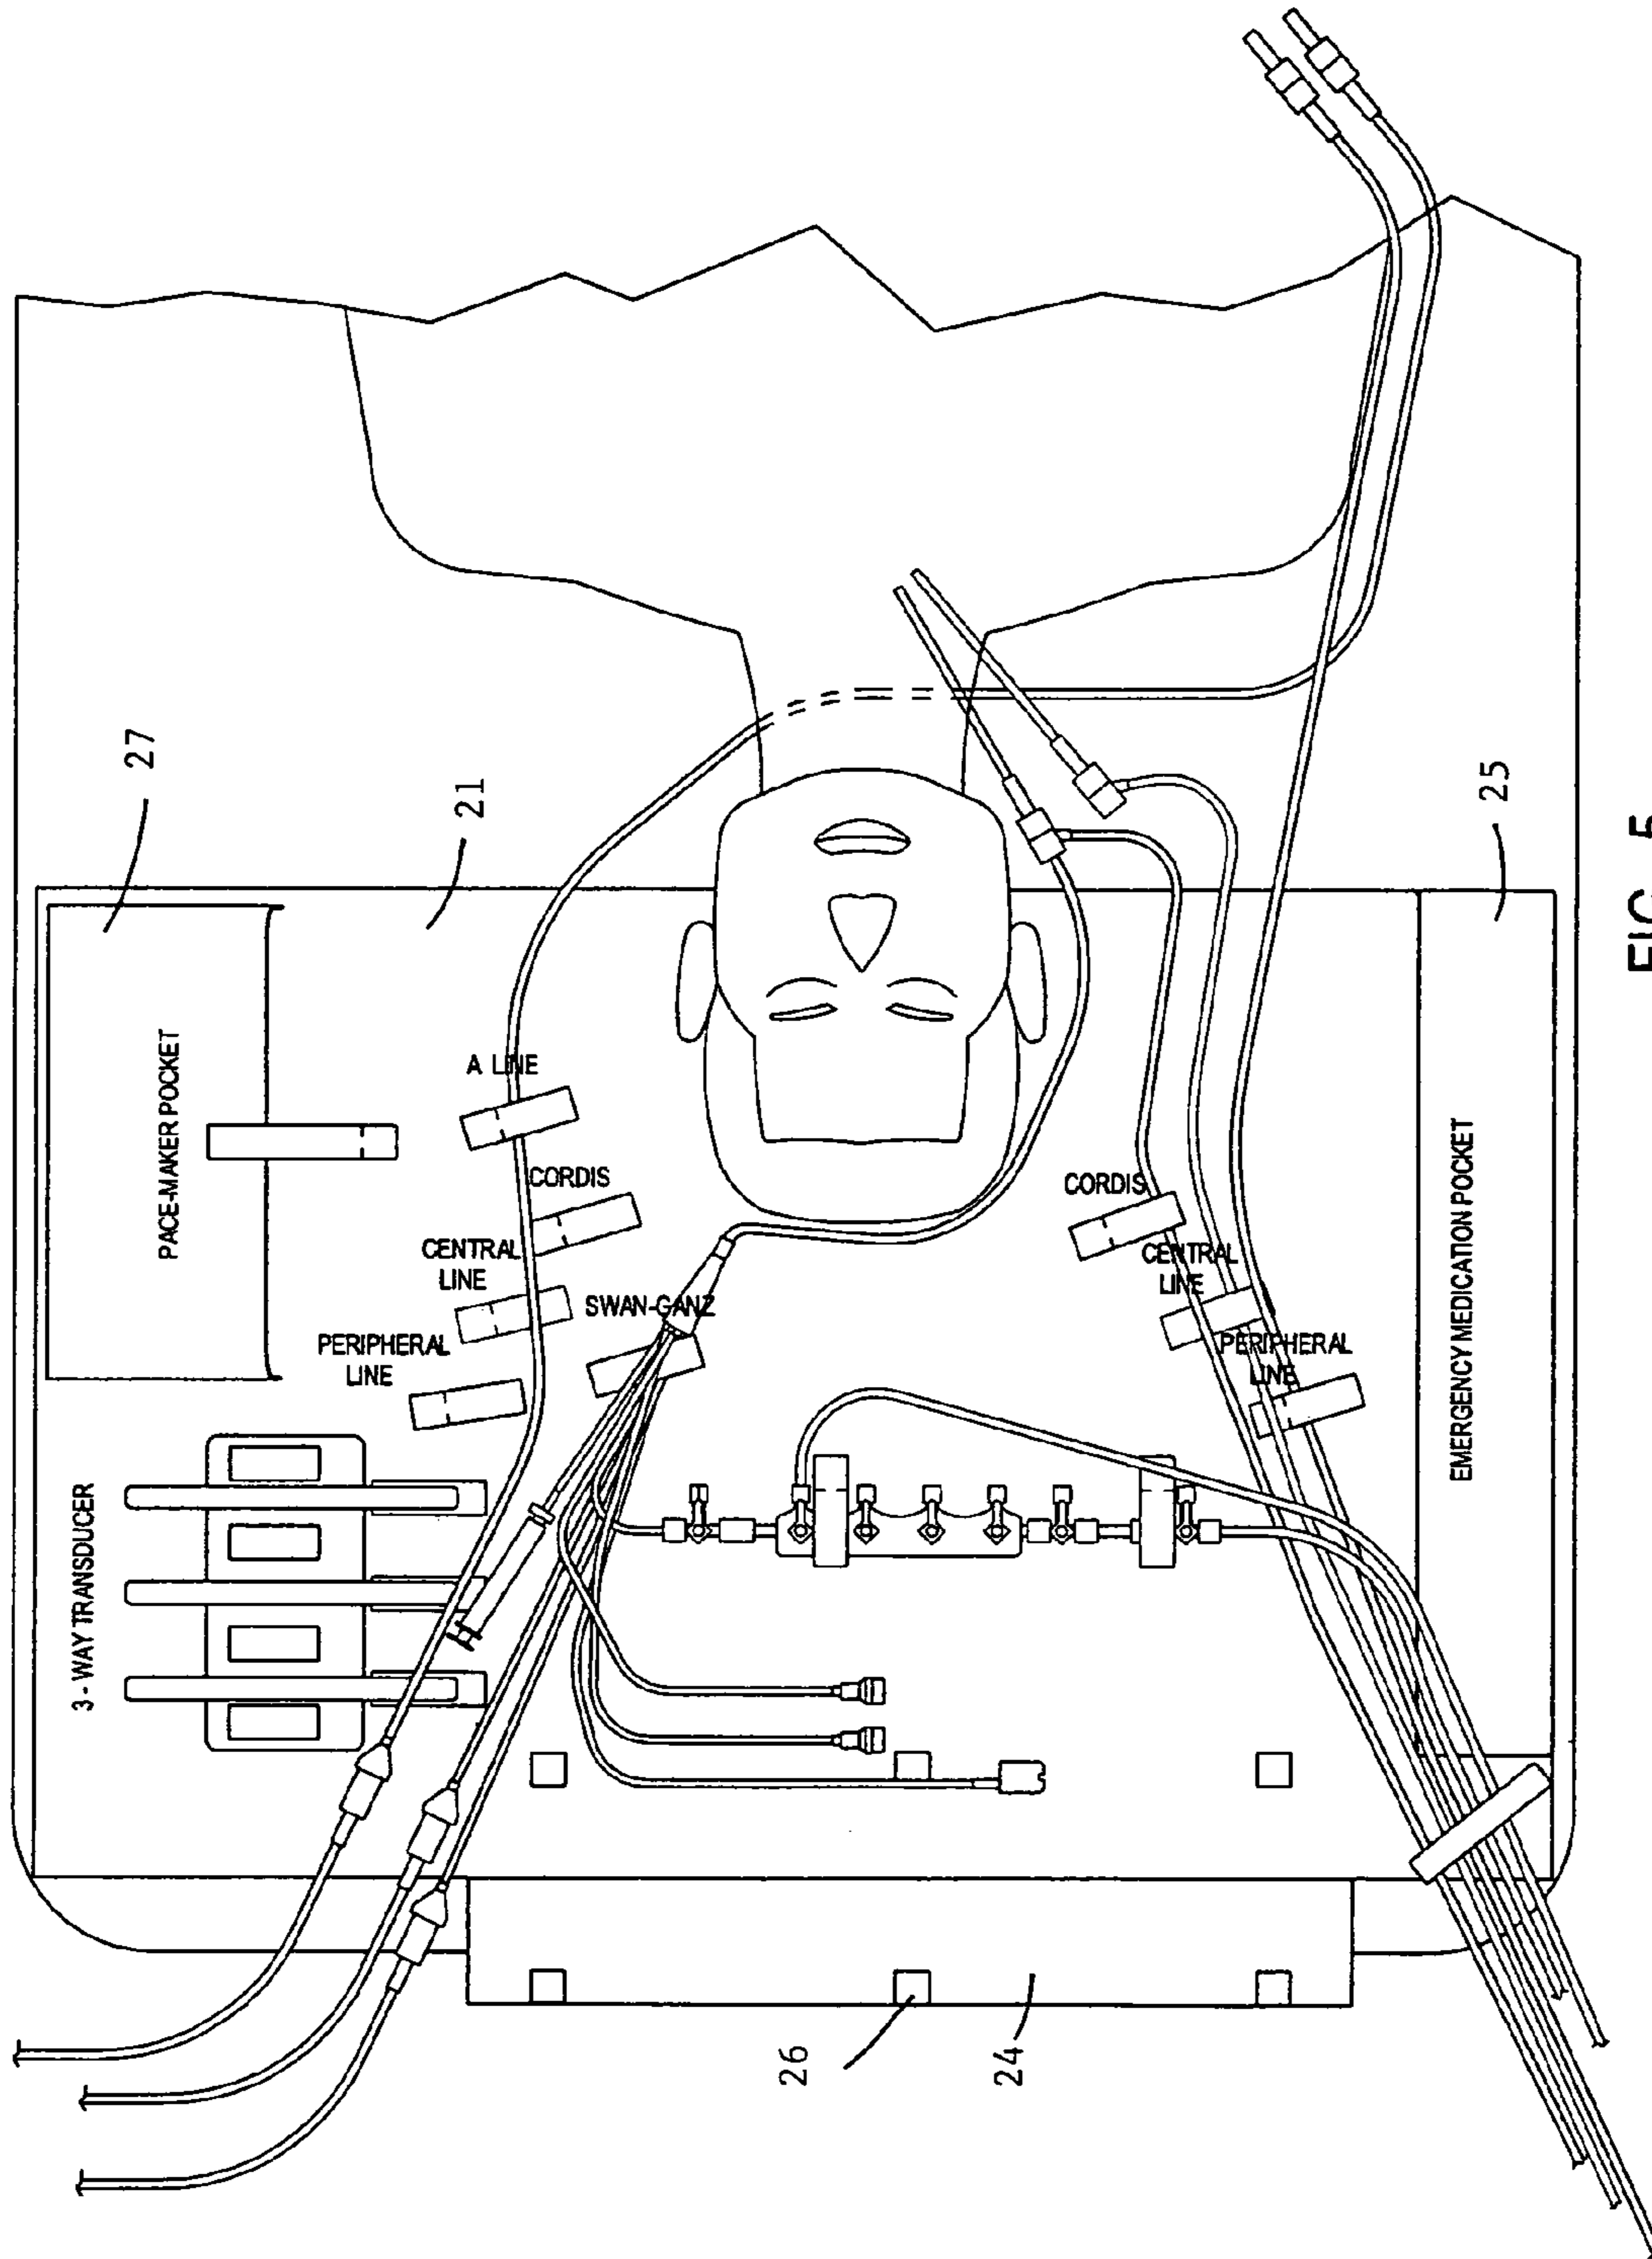 27
21
PACE-MAKER POCKET
A LINE
CORDIS
CENTRAL
LINE
PERIPHERAL
LINE
SWAN-GANZ
3 - WAY TRANSDUCER
CORDIS
CENTRAL
LINE
PERIPHERAL
LINE
25
EMERGENCY MEDICATION POCKET
26
24
FIG. 5